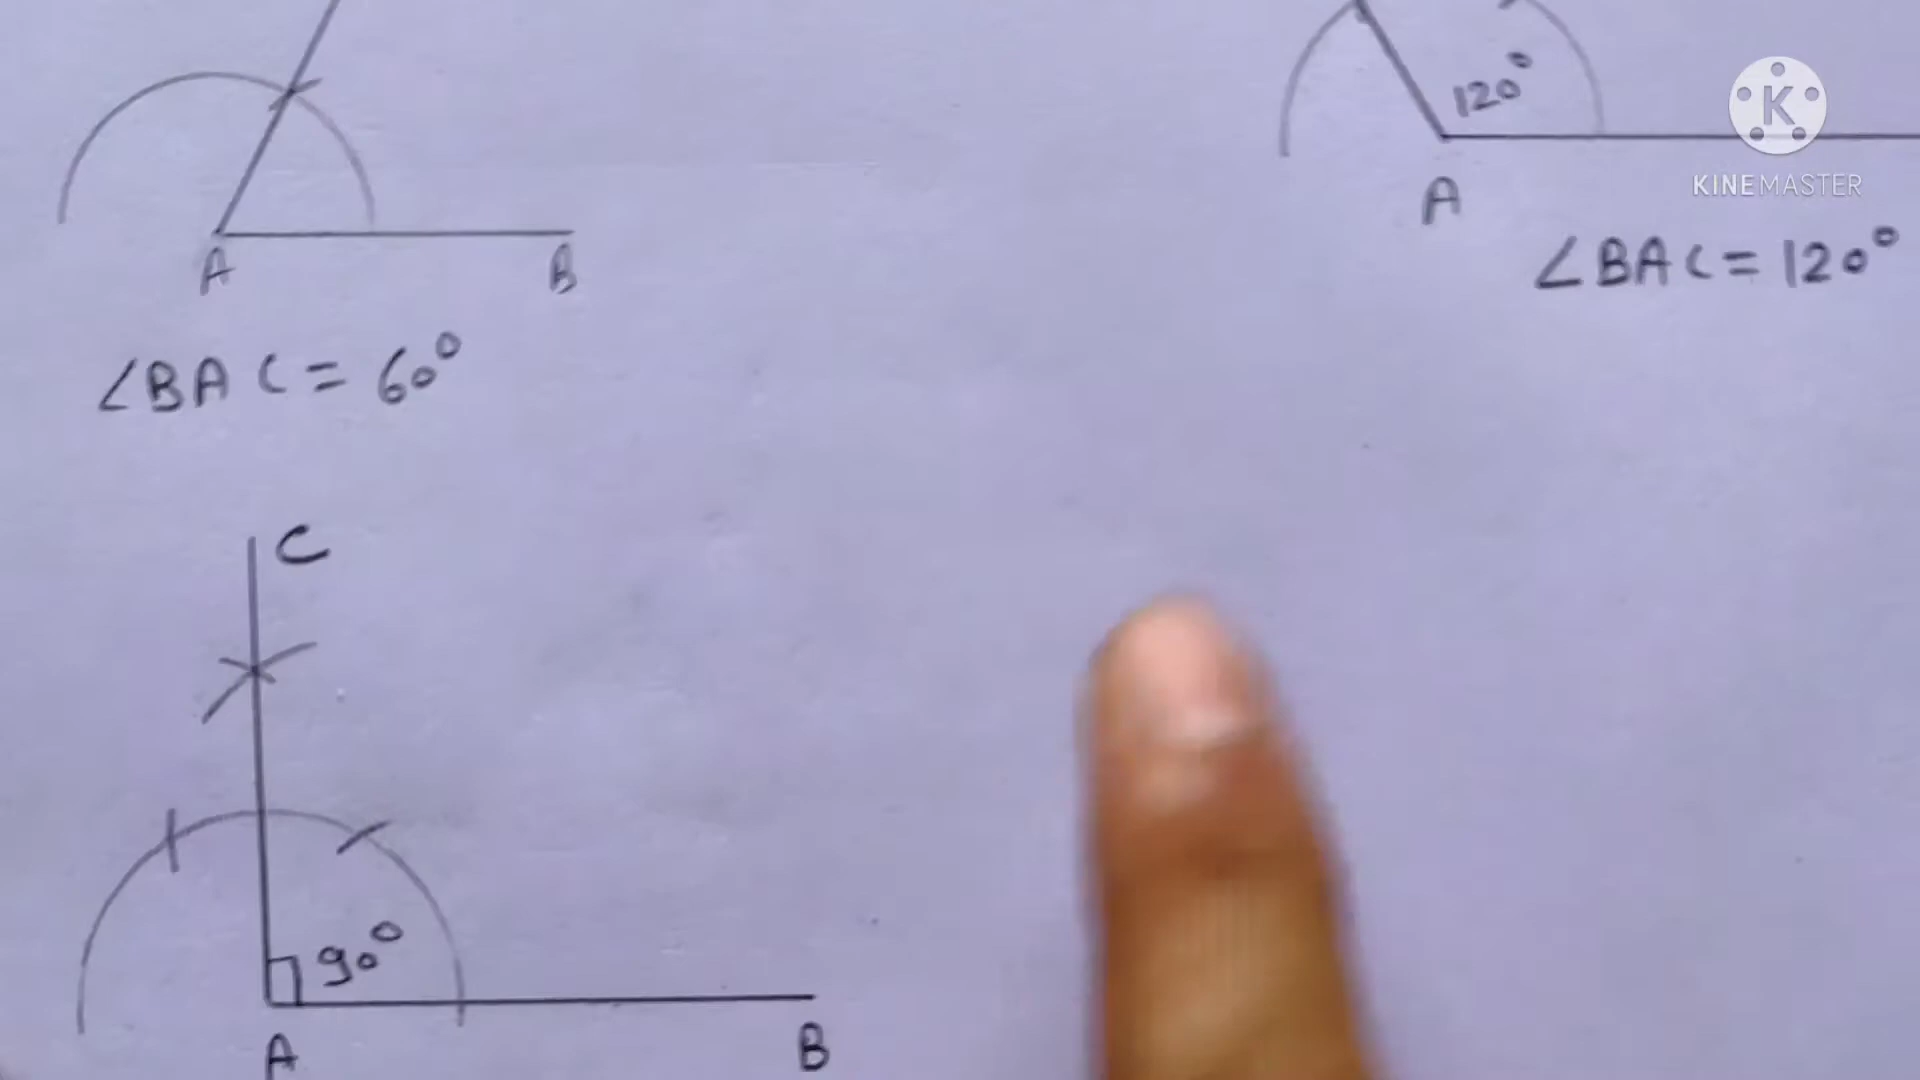 A B
∠BAC = 60°
120°
A
∠BAC = 120°
K
KINEMASTER
C
90°
A B